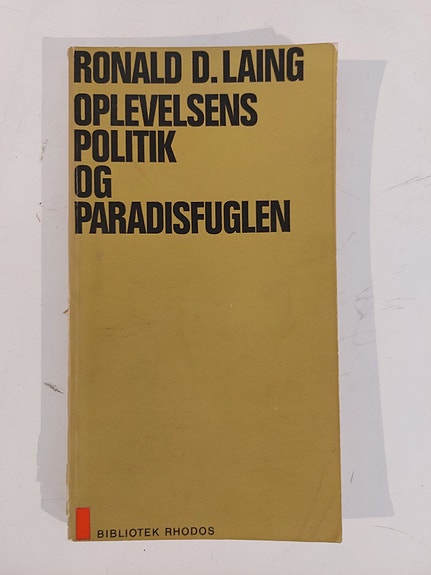 RONALD D. LAING
OPLEVELSENS
POLITIK
OG
PARADISFUGLEN
BIBLIOTEK RHODOS